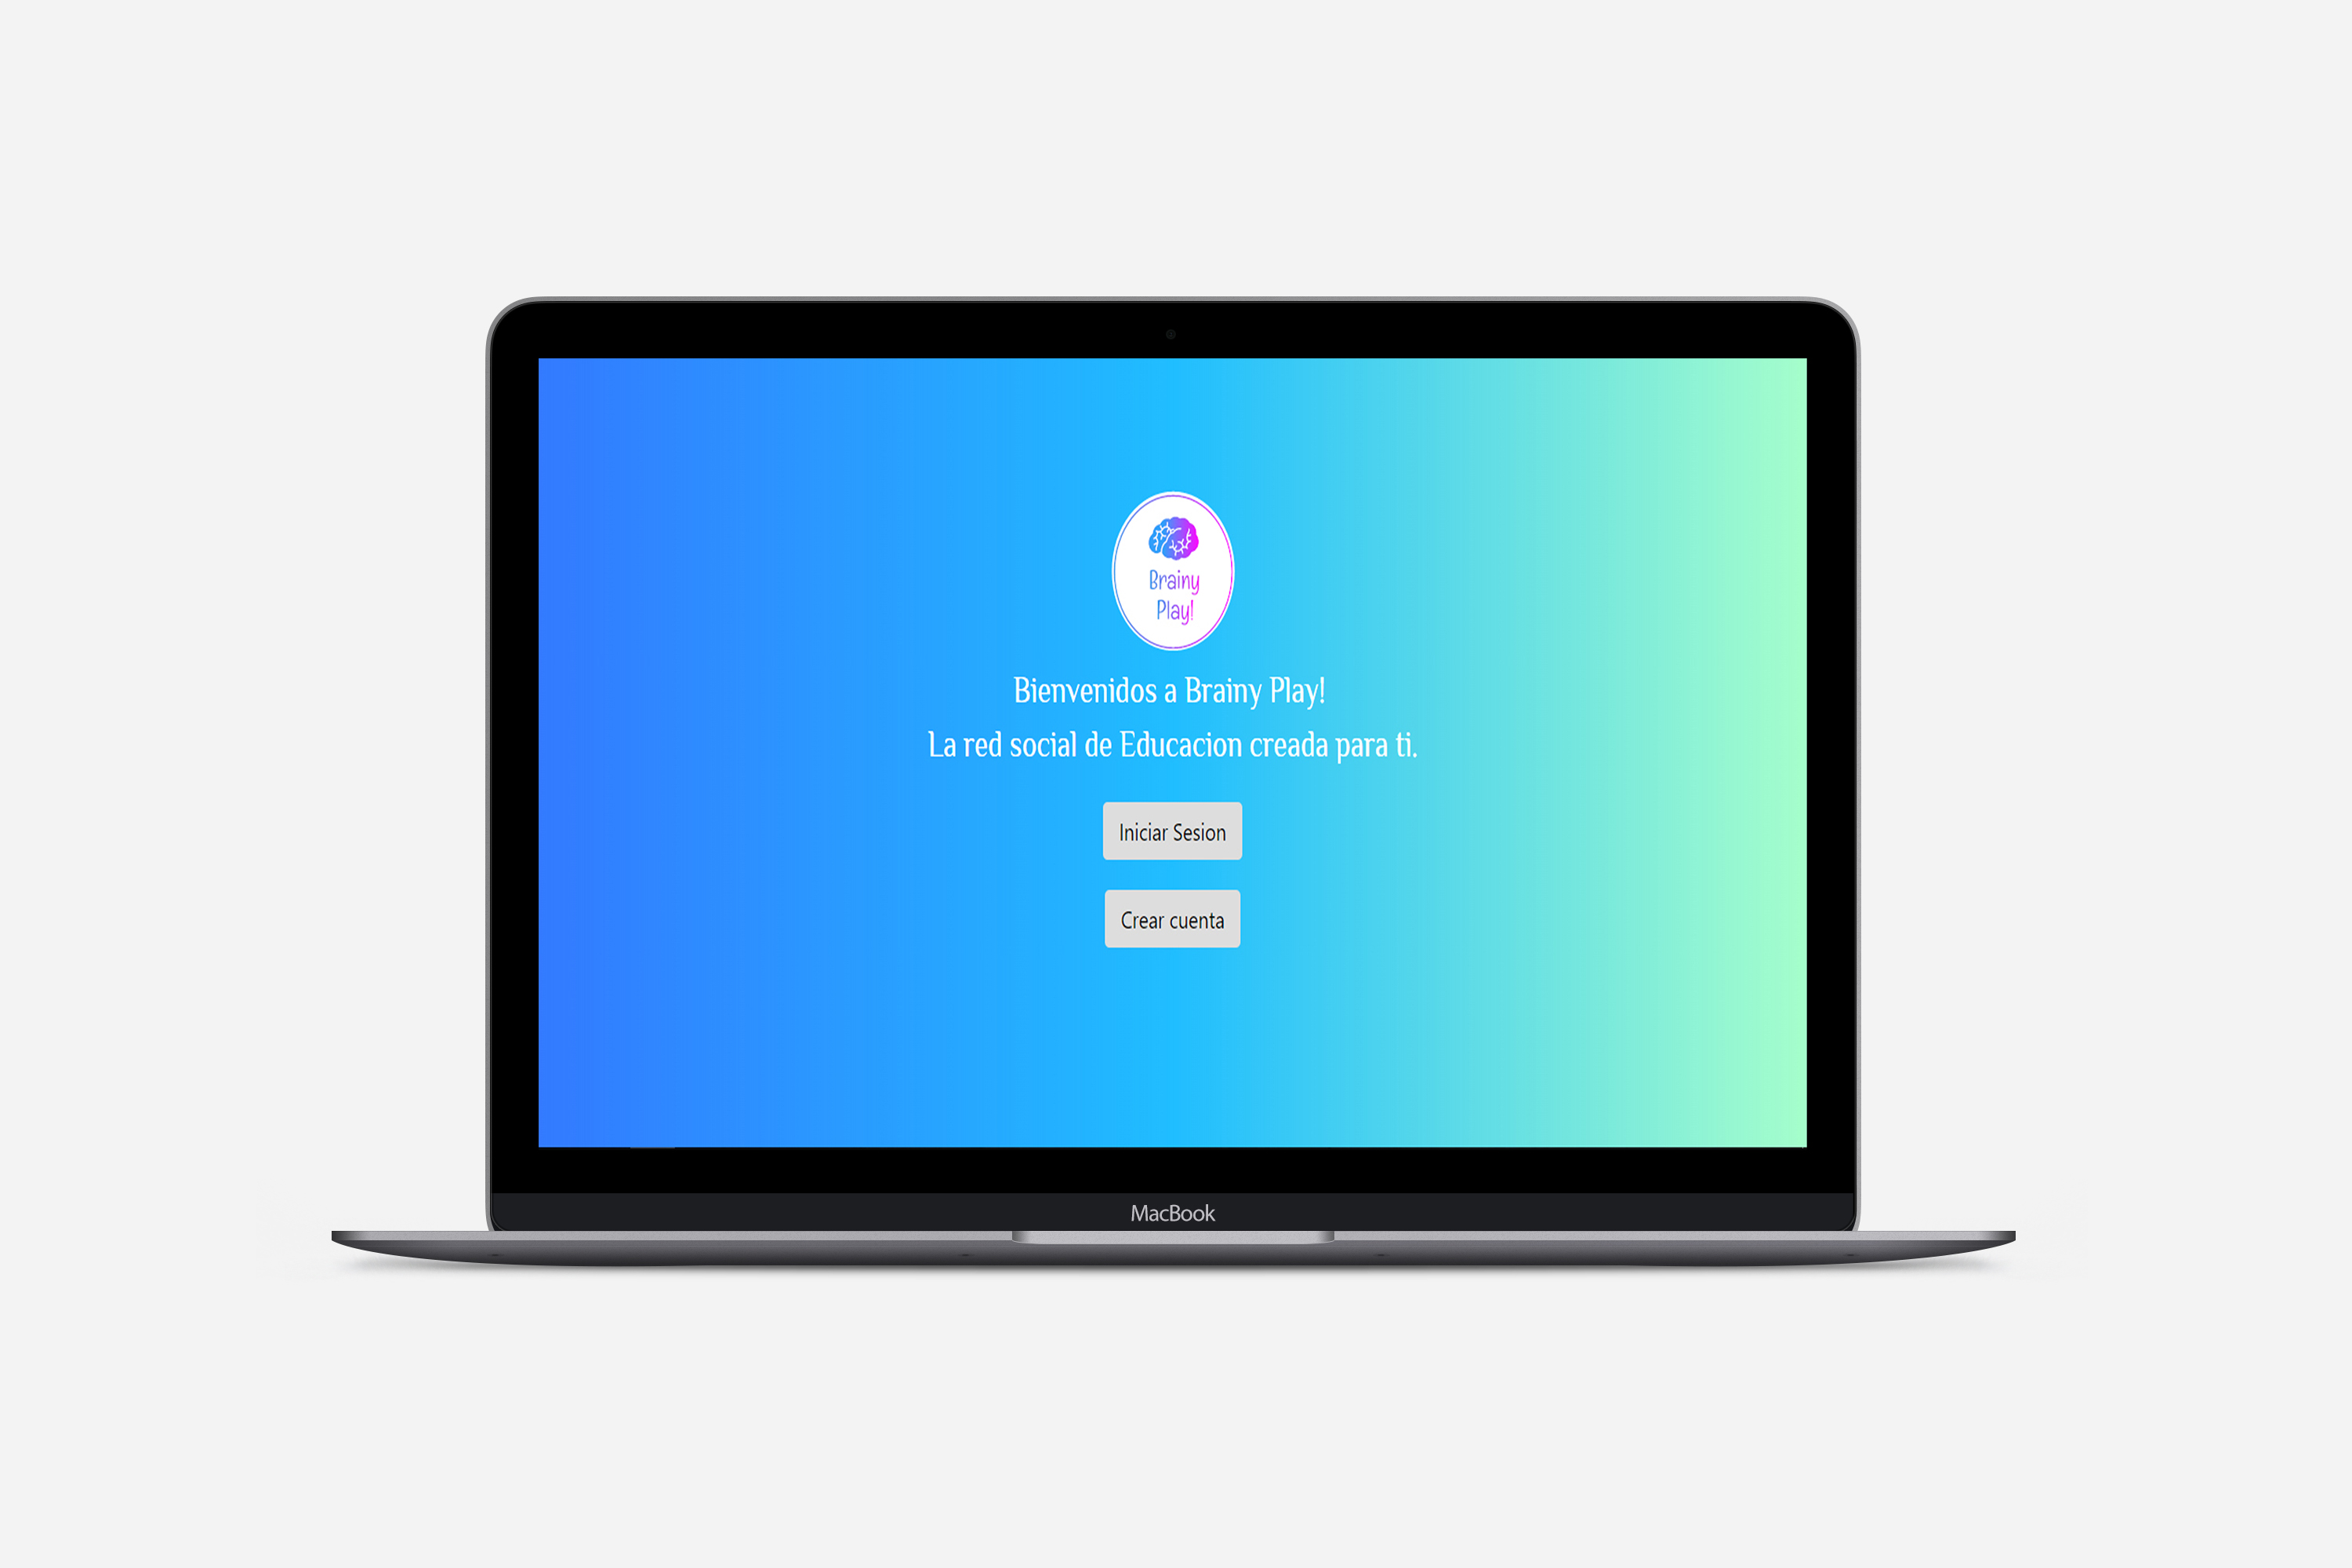 Brainy
Play!
Bienvenidos a Brainy Play!
La red social de Educacion creada para ti.
Iniciar Sesion
Crear cuenta
MacBook